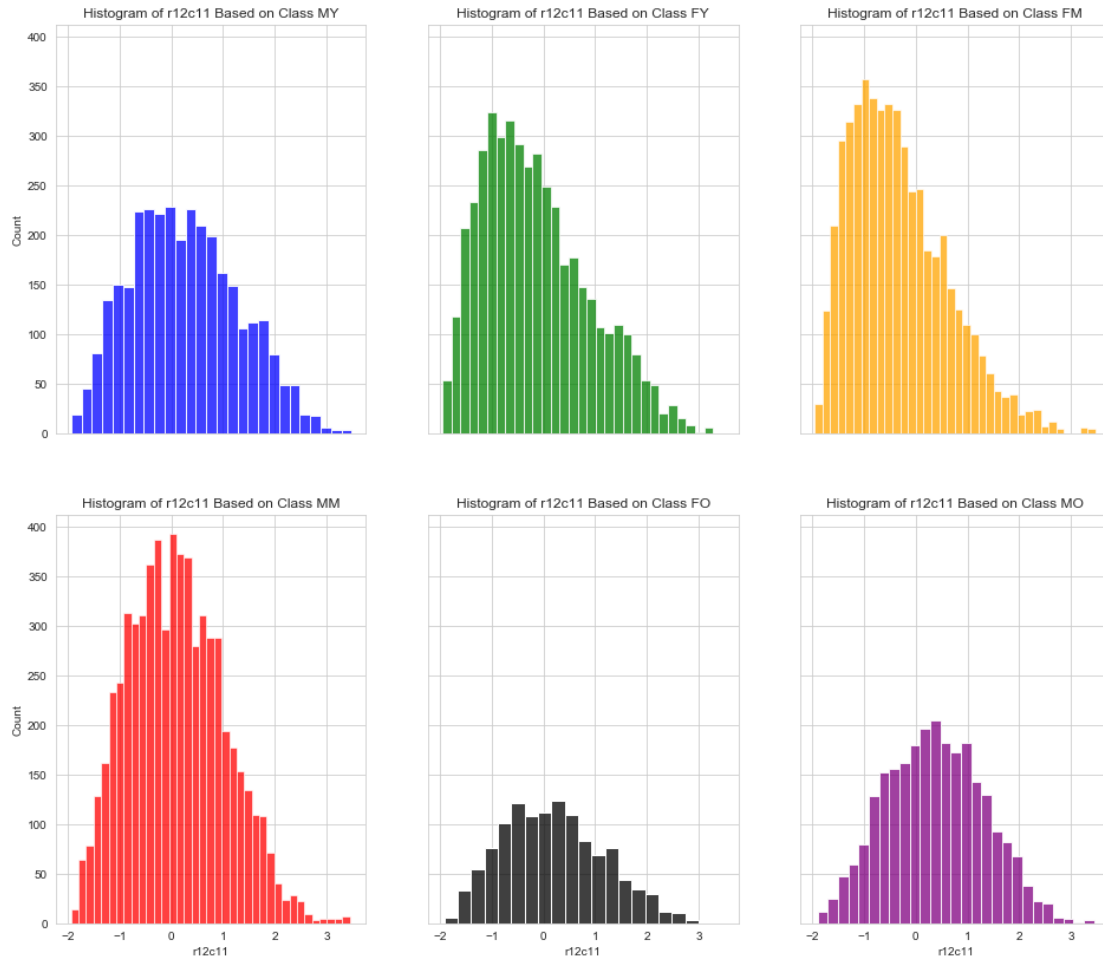 Histogram of r12c11 Based on Class MY
Histogram of r12c11 Based on Class FY
Histogram of r12c11 Based on Class FM
400
350
300
250
200
150
100
50
0
Count
Histogram of r12c11 Based on Class MM
Histogram of r12c11 Based on Class FO
Histogram of r12c11 Based on Class MO
400
350
300
250
200
150
100
50
0
Count
−2 −1 0 1 2 3
−2 −1 0 1 2 3
−2 −1 0 1 2 3
r12c11
r12c11
r12c11